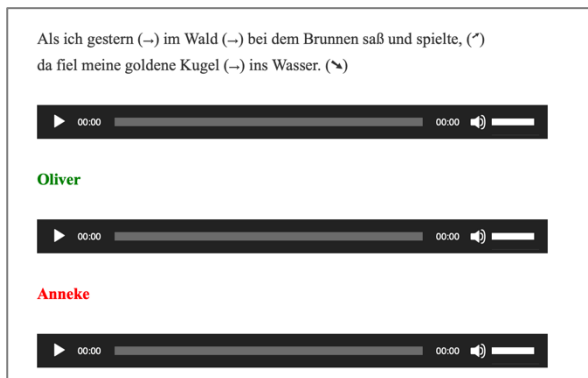 Als ich gestern (→) im Wald (→) bei dem Brunnen saß und spielte, (➚)
da fiel meine goldene Kugel (→) ins Wasser. (➘)
00:00 00:00
Oliver
00:00 00:00
Anneke
00:00 00:00